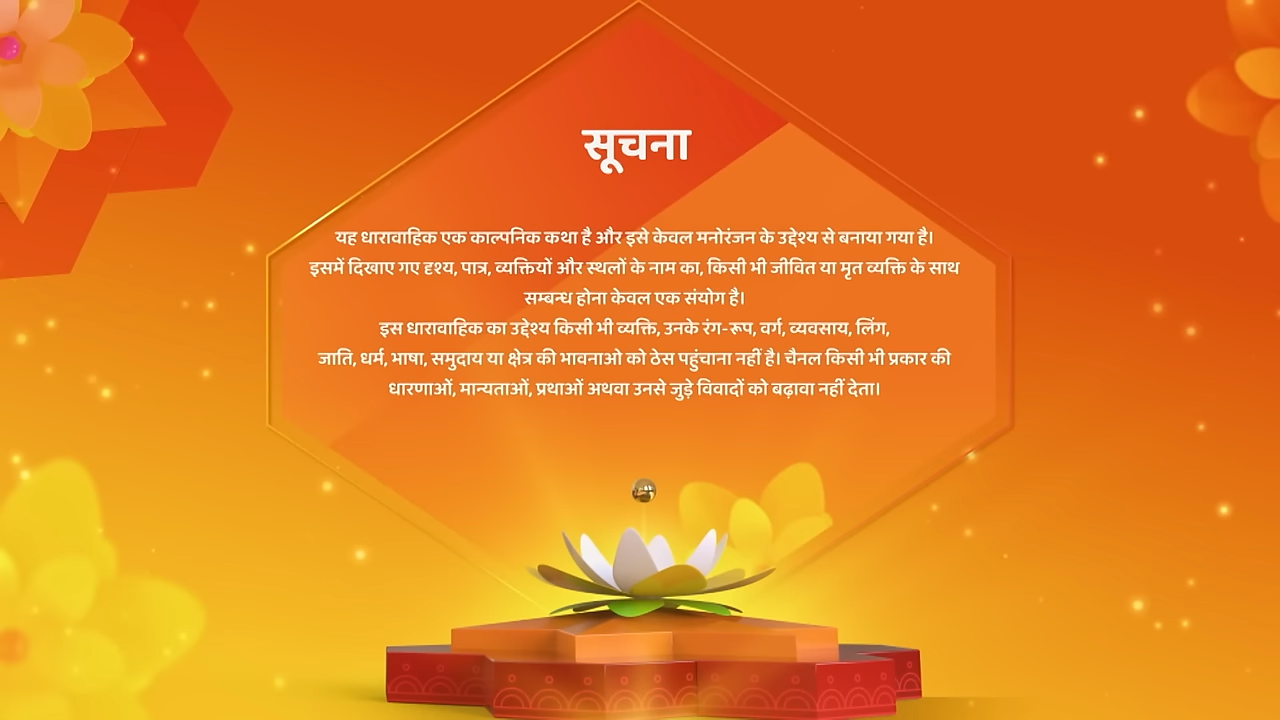 सूचना
यह धारावाहिक एक काल्पनिक कथा है और इसे केवल मनोरंजन के उद्देश्य से बनाया गया है।
इसमें दिखाए गए दृश्य, पात्र, व्यक्तियों और स्थलों के नाम का, किसी भी जीवित या मृत व्यक्ति के साथ
सम्बन्ध होना केवल एक संयोग है।
इस धारावाहिक का उद्देश्य किसी भी व्यक्ति, उनके रंग-रूप, वर्ग, व्यवसाय, लिंग,
जाति, धर्म, भाषा, समुदाय या क्षेत्र की भावनाओ को ठेस पहुंचाना नहीं है। चैनल किसी भी प्रकार की
धारणाओं, मान्यताओं, प्रथाओं अथवा उनसे जुड़े विवादों को बढ़ावा नहीं देता।